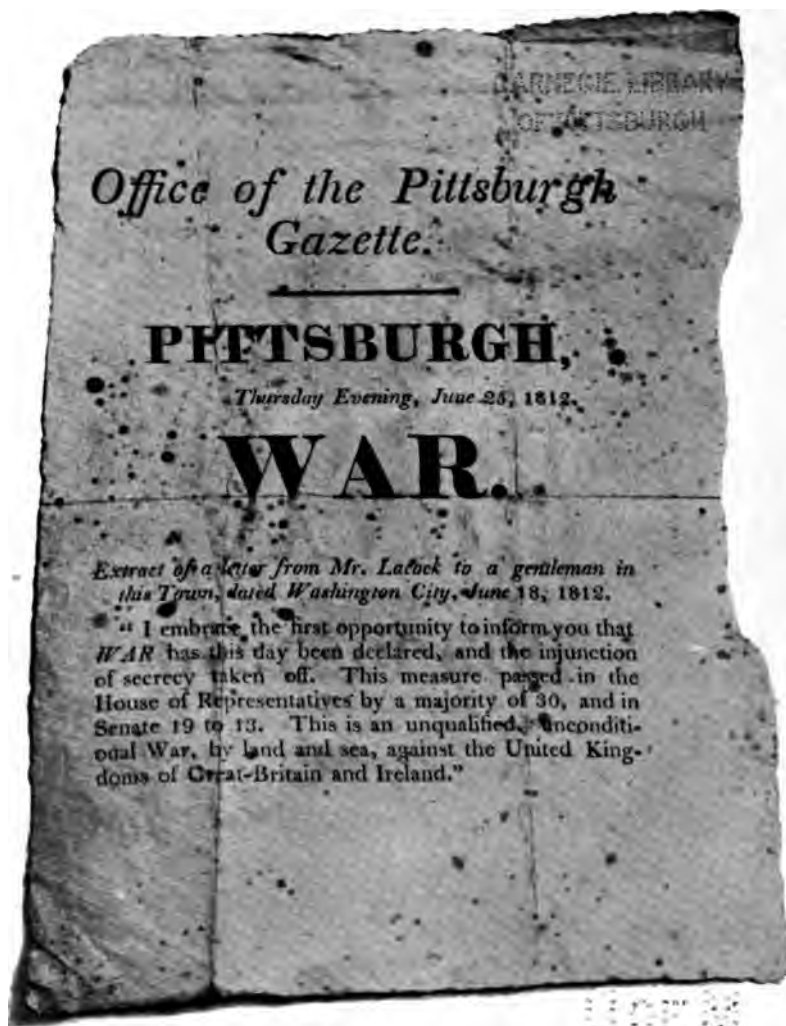 CARNEGIE LIBRARY
OF PITTSBURGH
Office of the Pittsburgh
Gazette.
PITTSBURGH,
Thursday Evening, June 25, 1812.
WAR.
Extract of a letter from Mr. Lacock to a gentleman in
this Town, dated Washington City, June 18, 1812.
" I embrace the first opportunity to inform you that
WAR has this day been declared, and the injunction
of secrecy taken off. This measure passed in the
House of Representatives by a majority of 30, and in
Senate 19 to 13. This is an unqualified, unconditi-
onal War, by land and sea, against the United King-
doms of Great-Britain and Ireland."